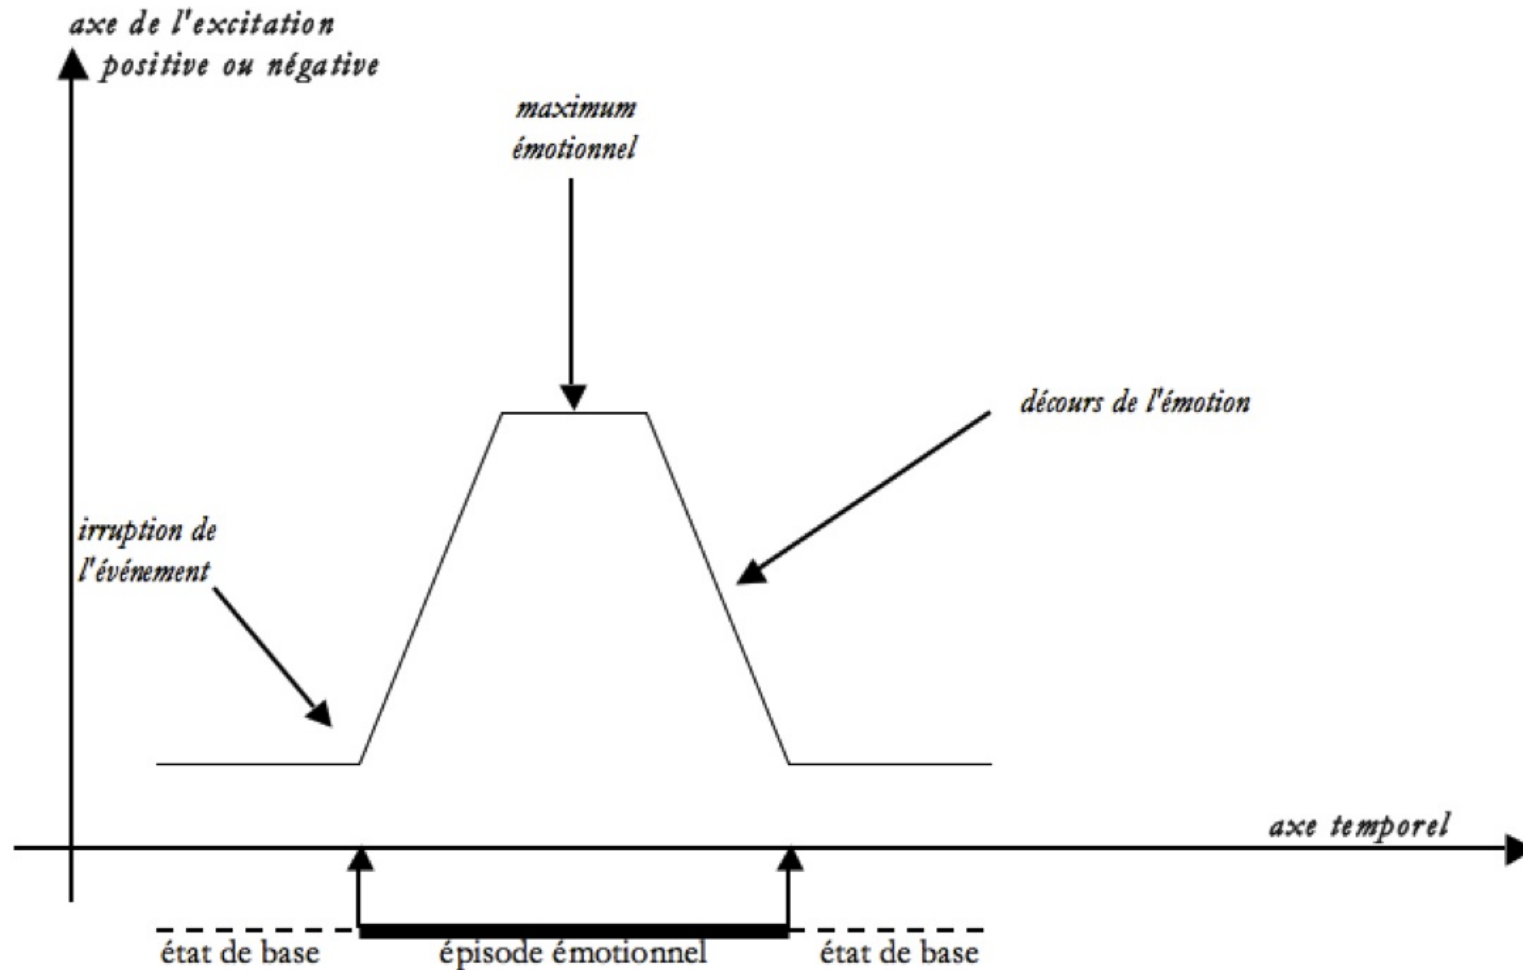 axe de l'excitation
positive ou négative
maximum
émotionnel
décours de l'émotion
irruption de
l'événement
axe temporel
état de base
épisode émotionnel
état de base